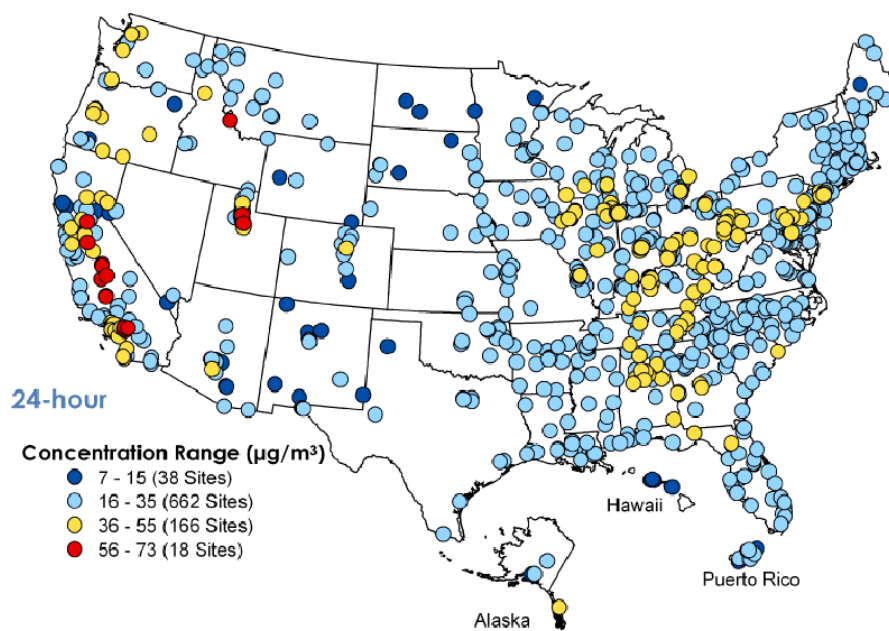 24-hour
Concentration Range (µg/m³)
7 - 15 (38 Sites)
16 - 35 (662 Sites)
36 - 55 (166 Sites)
56 - 73 (18 Sites)
Hawaii
Puerto Rico
Alaska